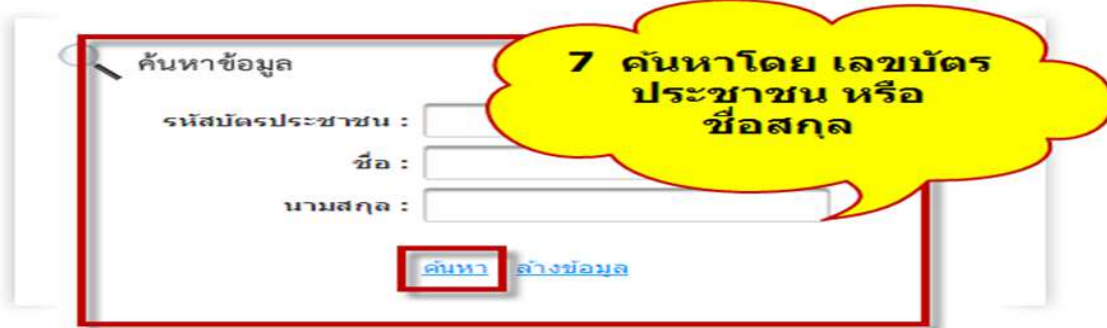 ค้นหาข้อมูล
7 ค้นหาโดย เลขบัตร
ประชาชน หรือ
ชื่อสกุล
รหัสบัตรประชาชน :
ชื่อ :
นามสกุล :
ค้นหา ล้างข้อมูล